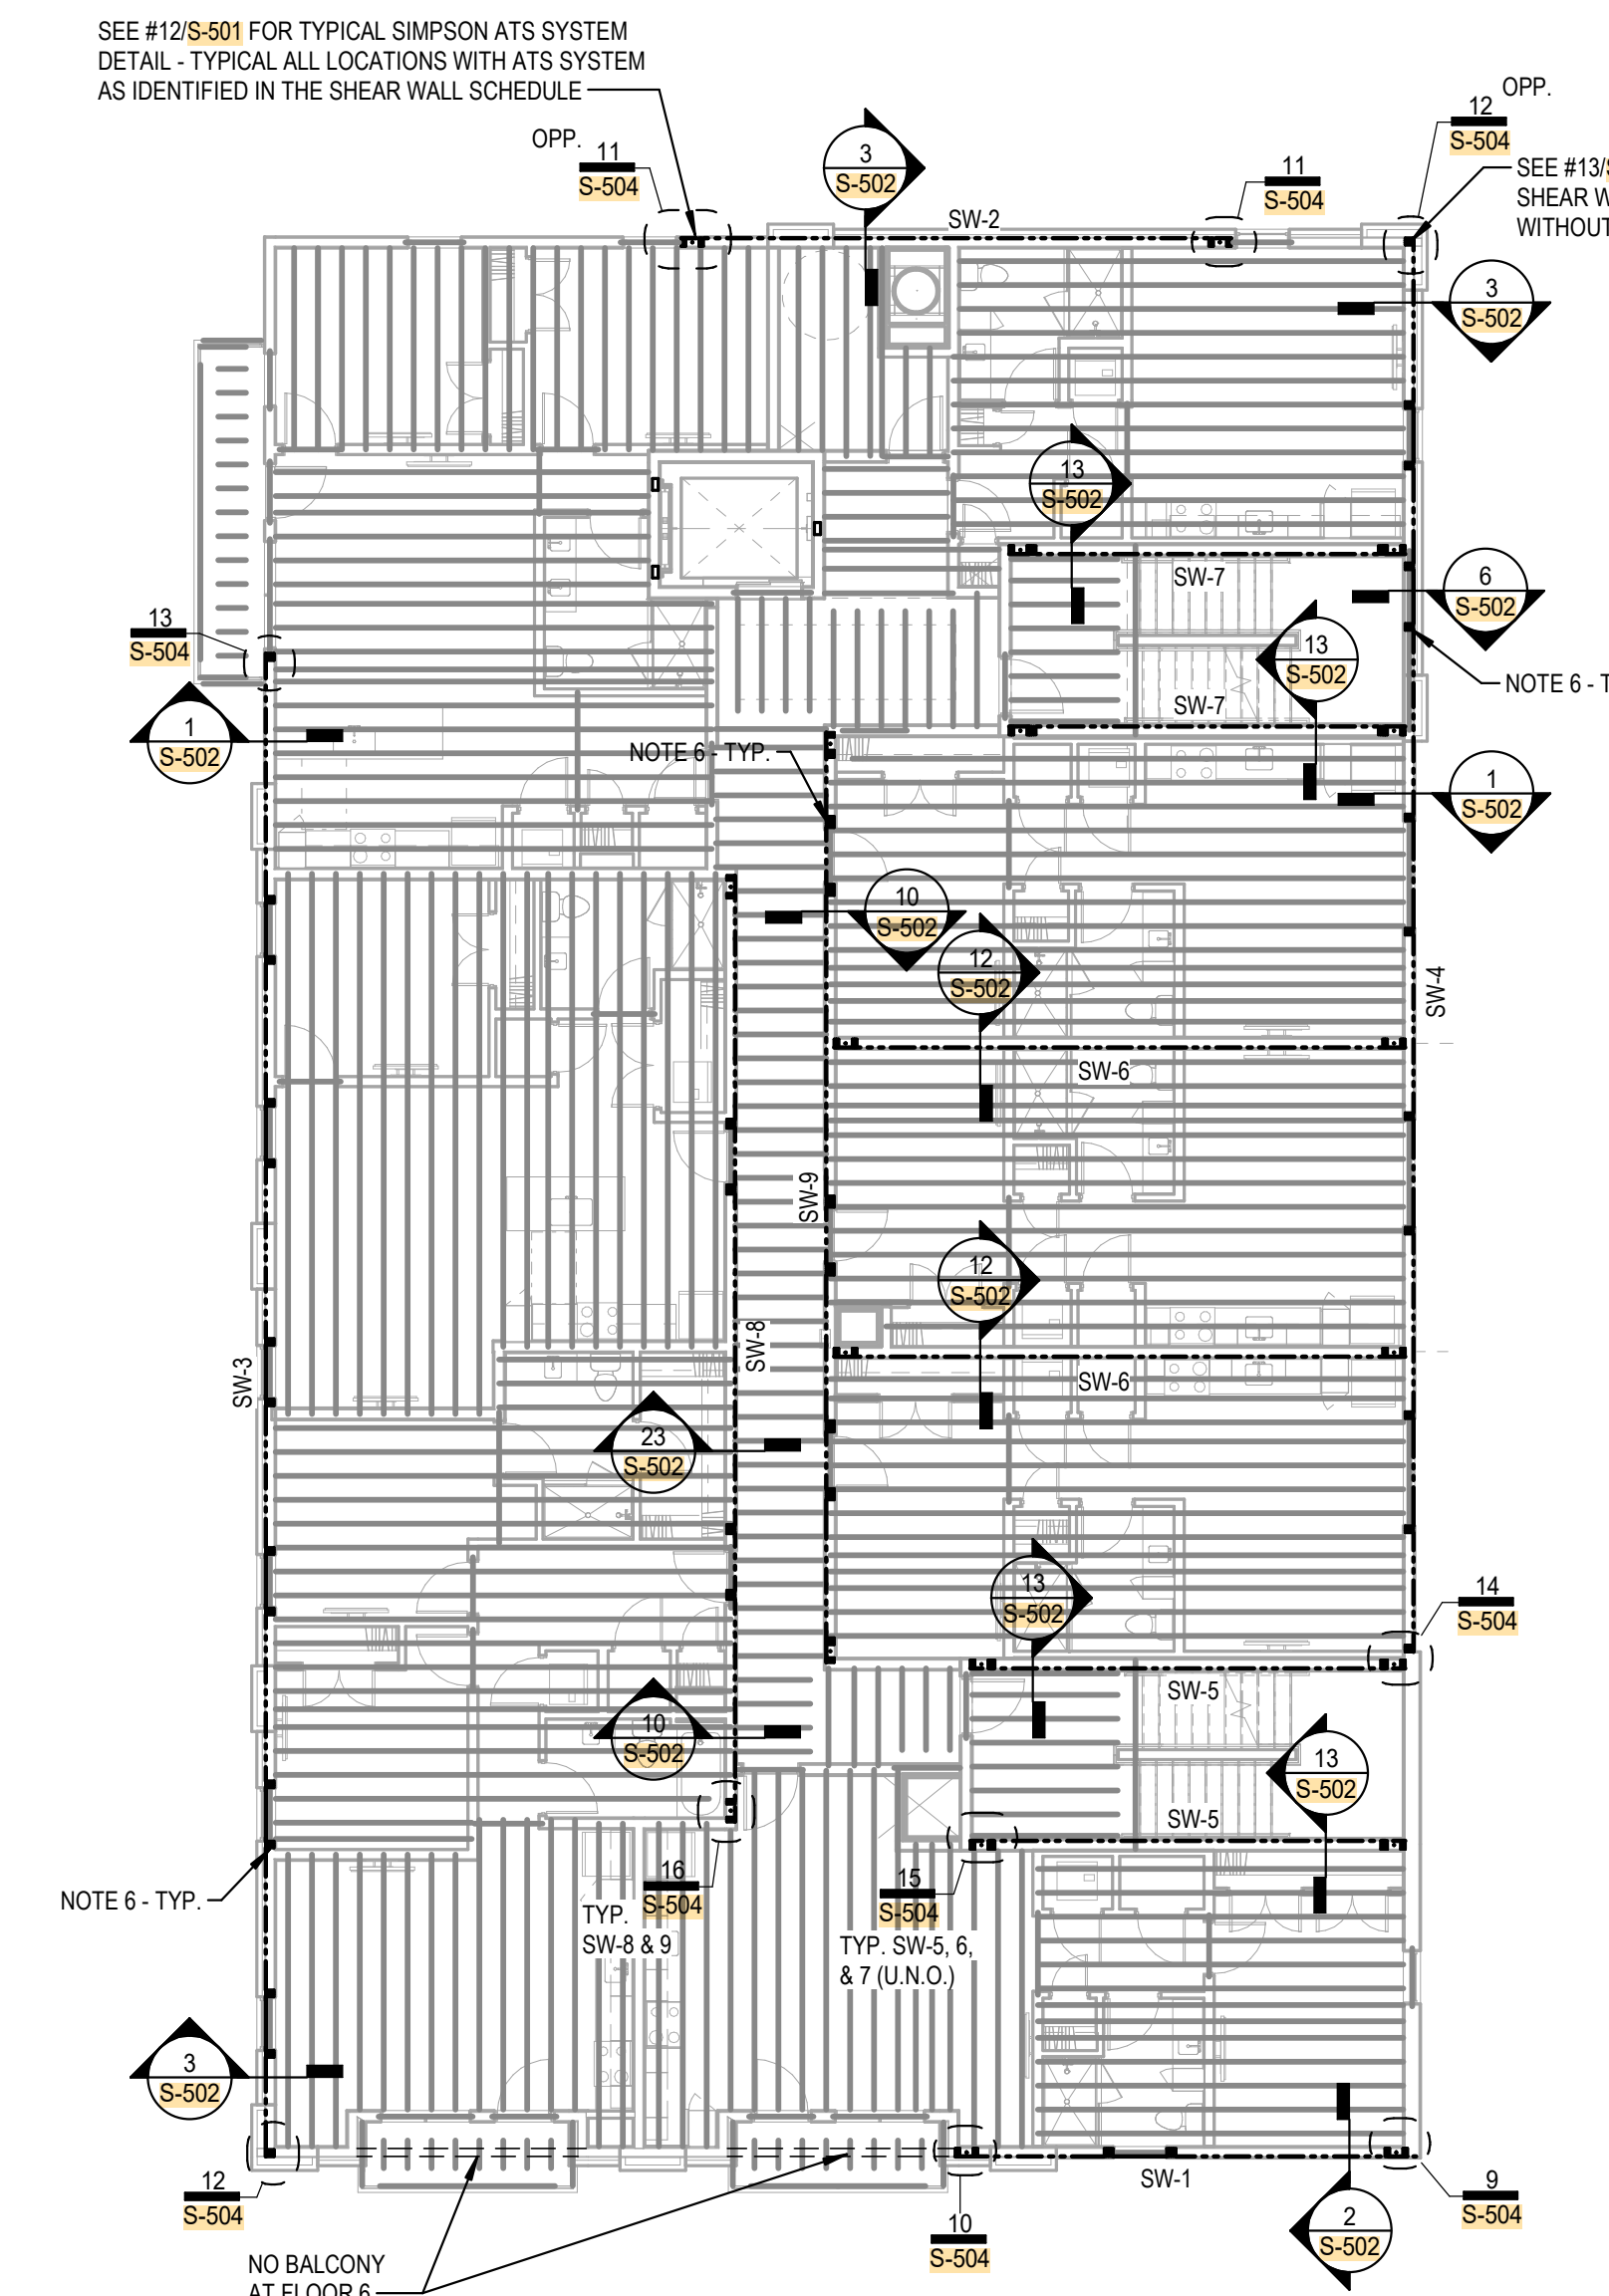 SEE #12/S-501 FOR TYPICAL SIMPSON ATS SYSTEM
DETAIL - TYPICAL ALL LOCATIONS WITH ATS SYSTEM
AS IDENTIFIED IN THE SHEAR WALL SCHEDULE
OPP.
11
S-504
3
S-502
SW-2
11
S-504
OPP.
12
S-504
SEE #13/
SHEAR W
WITHOUT
3
S-502
13
S-502
SW-7
6
S-502
13
S-504
13
S-502
NOTE 6 - T
SW-7
1
S-502
NOTE 6 - TYP.
1
S-502
10
S-502
12
S-502
SW-4
SW-6
SW-9
12
S-502
SW-8
SW-3
SW-6
23
S-502
13
S-502
14
S-504
SW-5
10
S-502
13
S-502
SW-5
NOTE 6 - TYP.
16
S-504
TYP.
SW-8 & 9
15
S-504
TYP. SW-5, 6,
& 7 (U.N.O.)
3
S-502
SW-1
12
S-504
10
S-504
9
S-504
2
S-502
NO BALCONY
AT FLOOR 6